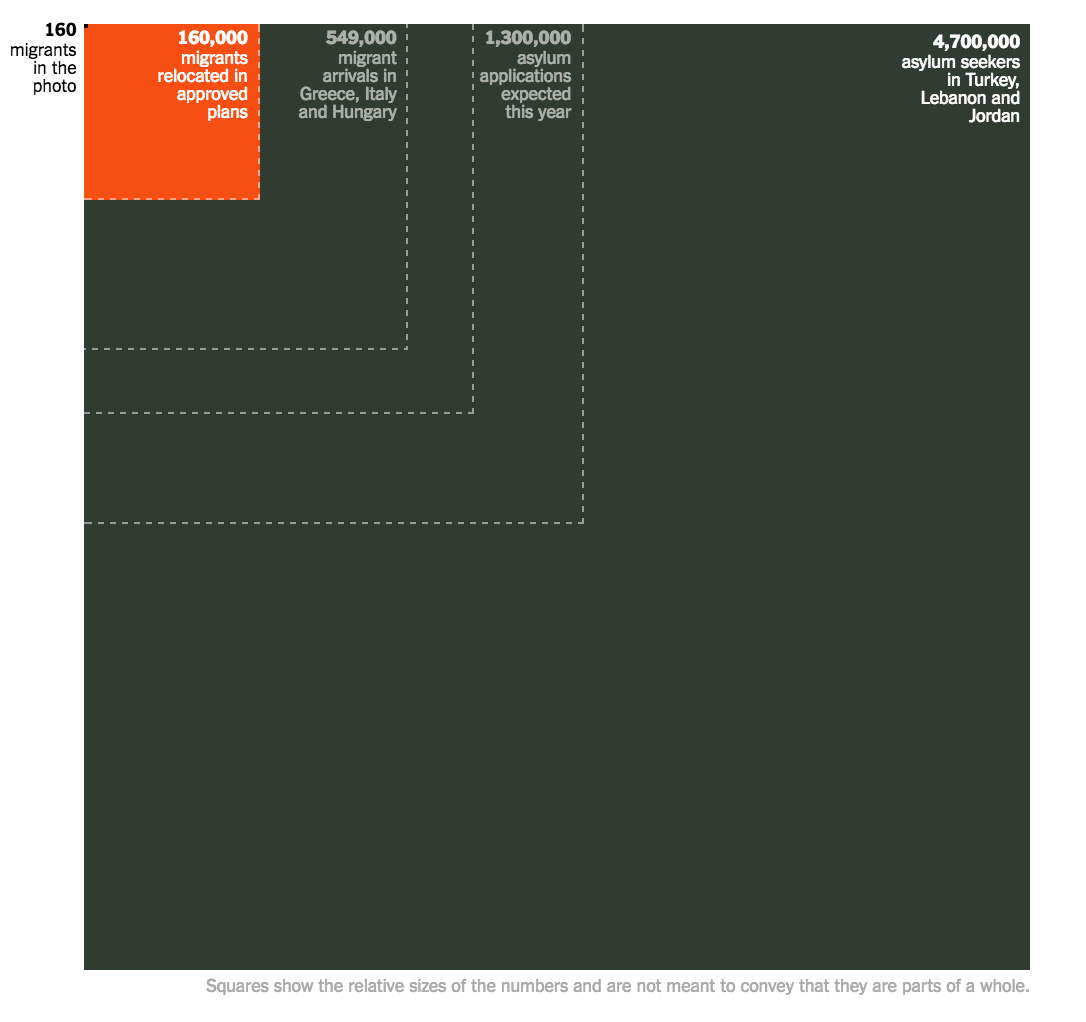 160
migrants
in the
photo
160,000
migrants
relocated in
approved
plans
549,000
migrant
arrivals in
Greece, Italy
and Hungary
1,300,000
asylum
applications
expected
this year
4,700,000
asylum seekers
in Turkey,
Lebanon and
Jordan
Squares show the relative sizes of the numbers and are not meant to convey that they are parts of a whole.